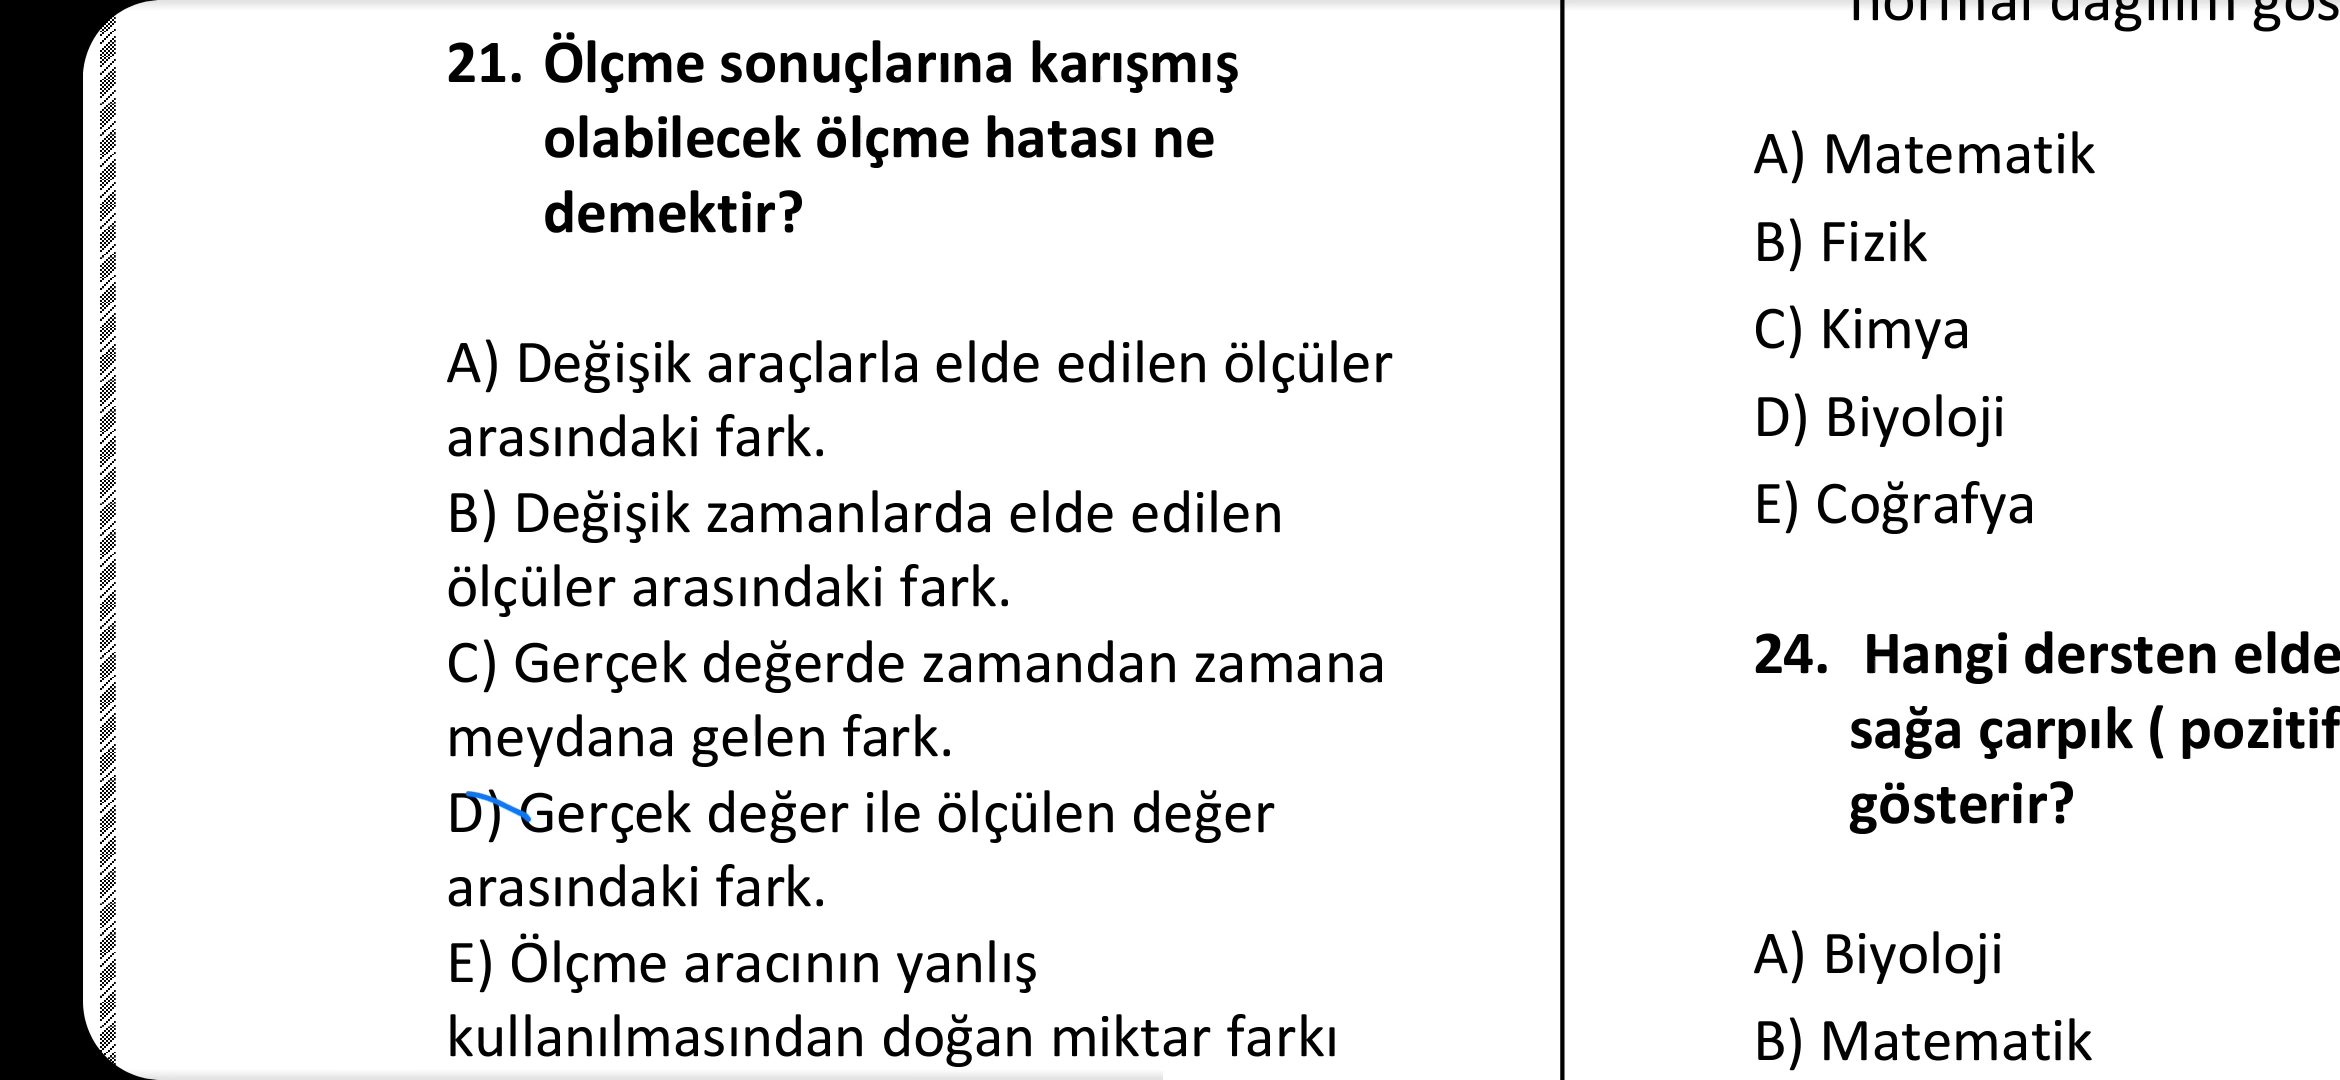 21. Ölçme sonuçlarına karışmış
olabilecek ölçme hatası ne
demektir?
A) Değişik araçlarla elde edilen ölçüler
arasındaki fark.
B) Değişik zamanlarda elde edilen
ölçüler arasındaki fark.
C) Gerçek değerde zamandan zamana
meydana gelen fark.
D) Gerçek değer ile ölçülen değer
arasındaki fark.
E) Ölçme aracının yanlış
kullanılmasından doğan miktar farkı
normal dağılım gös
A) Matematik
B) Fizik
C) Kimya
D) Biyoloji
E) Coğrafya
24. Hangi dersten elde
sağa çarpık ( pozitif
gösterir?
A) Biyoloji
B) Matematik